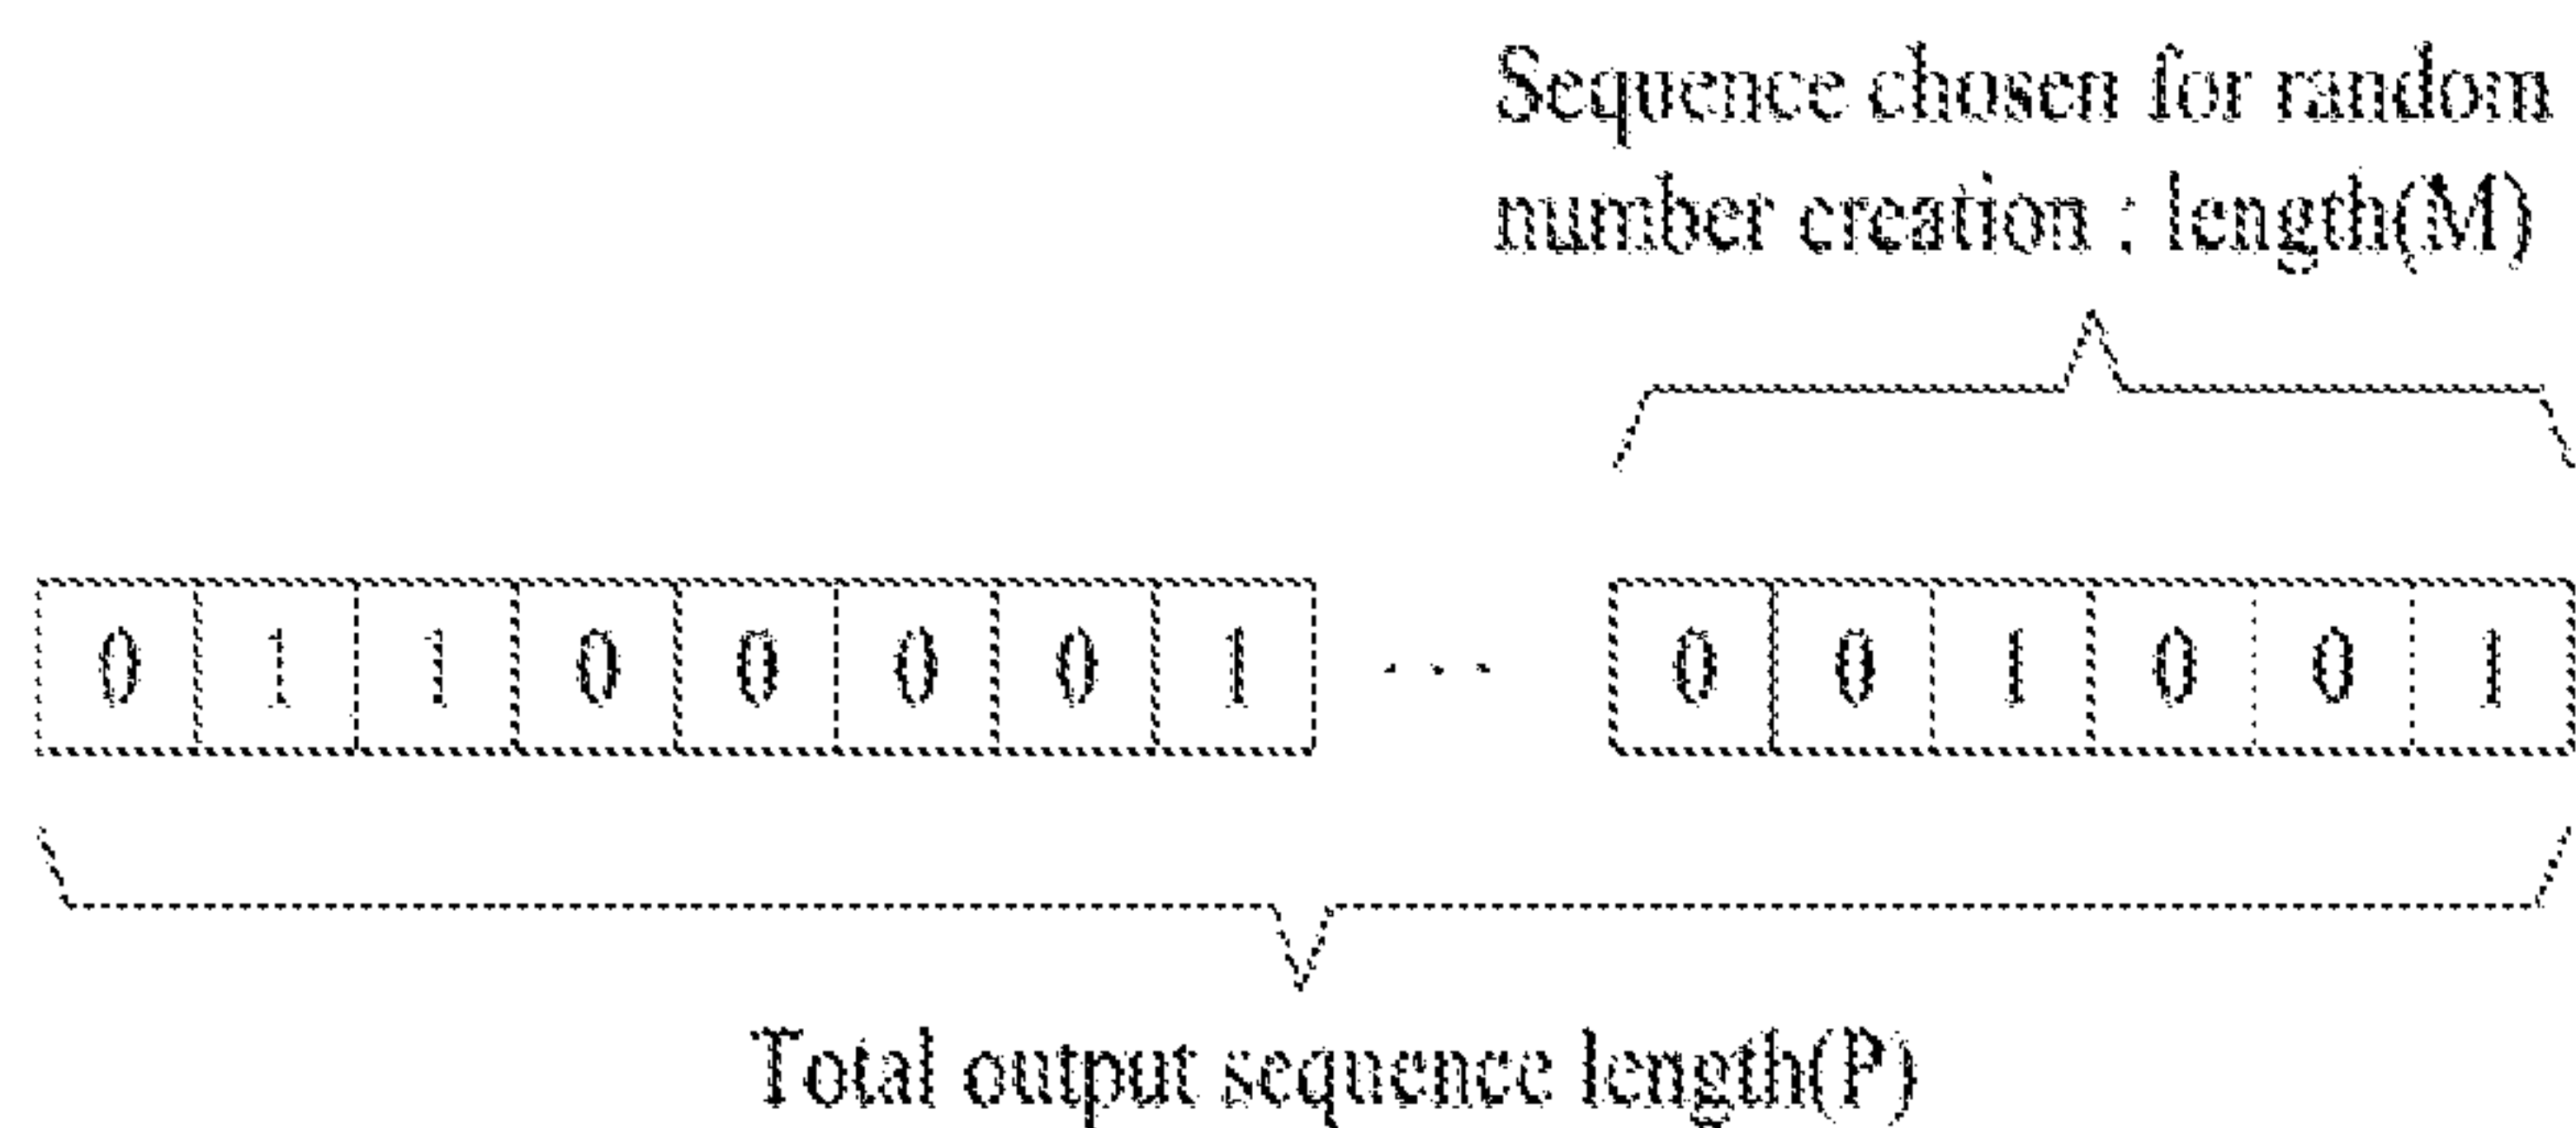 Sequence chosen for random
number creation : length(M)
0 1 1 0 0 0 0 1 ... 0 0 1 0 0 1
Total output sequence length(P)